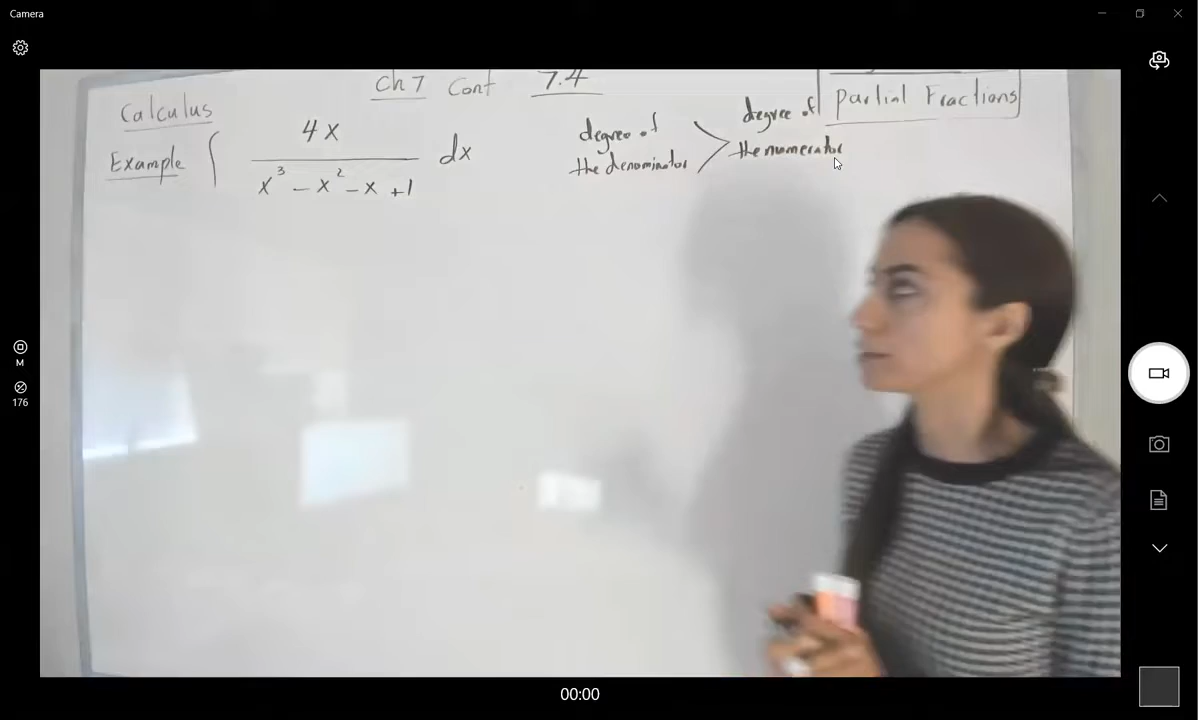 Camera
Ch 7 Cont 7.4
Calculus
Partial Fractions
Example ∫ 4x / (x³ - x² - x + 1) dx
degree of
the denominator
>
degree of
the numerator
M
176
00:00